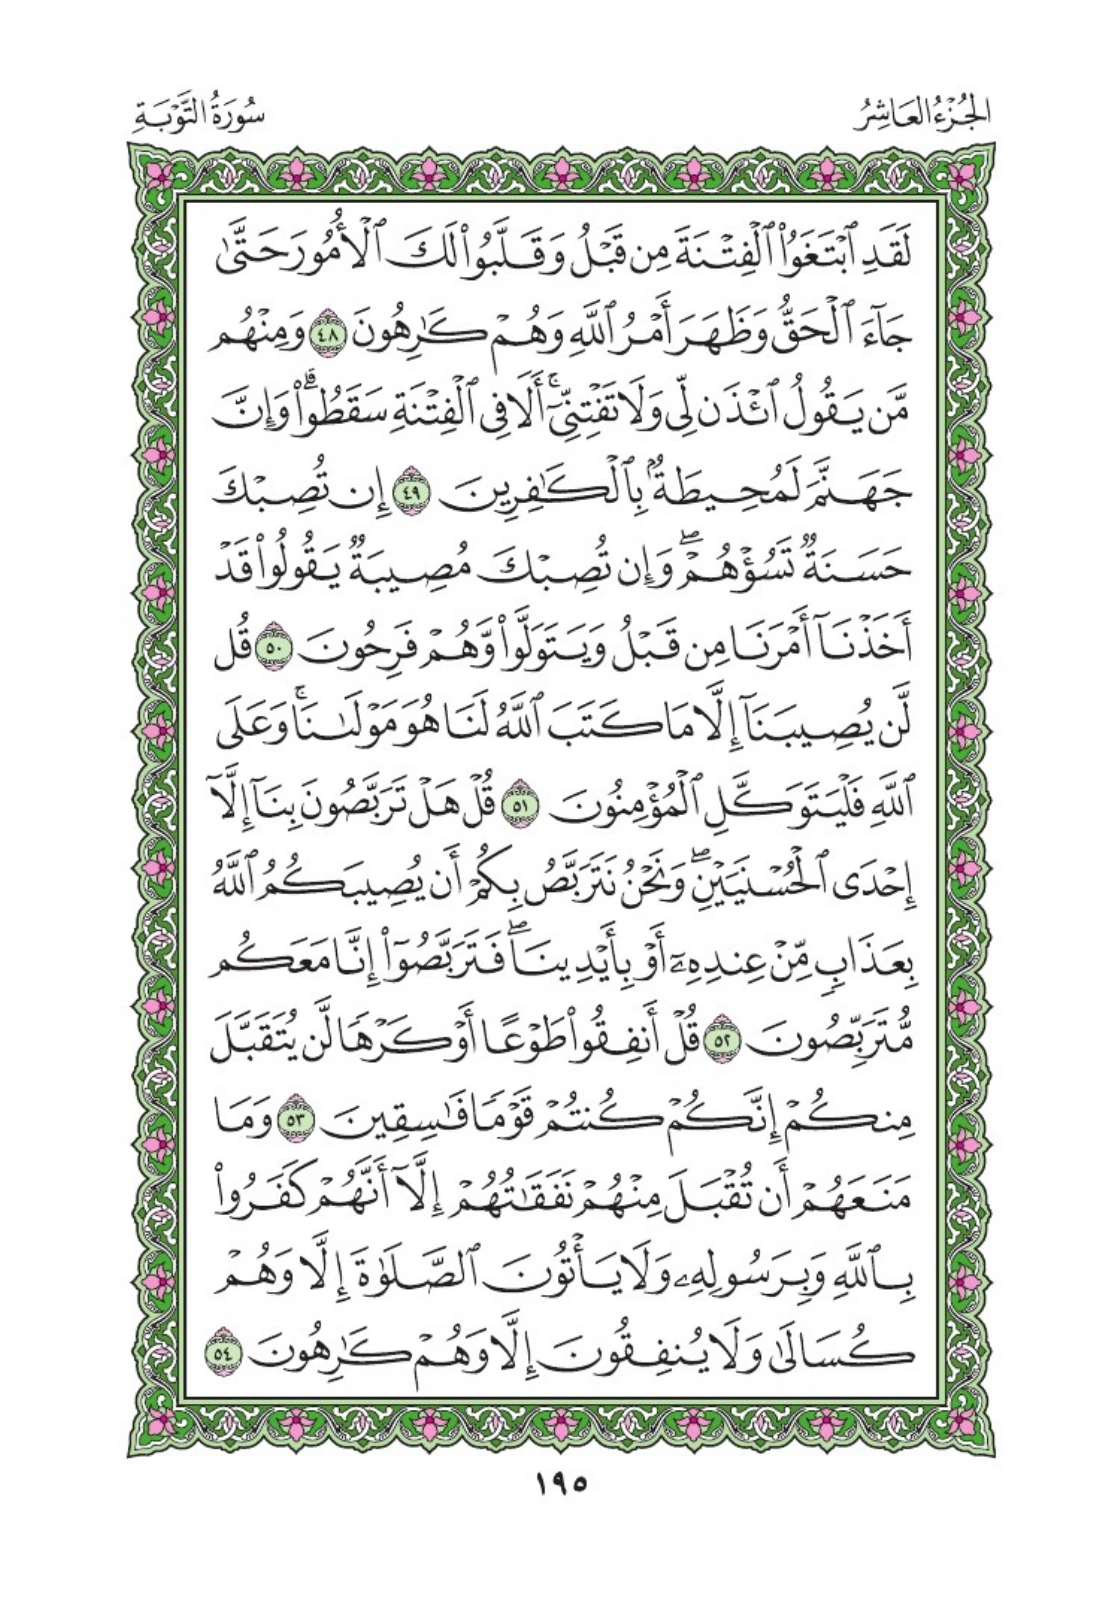 الجُزْءُ العَاشِرُ
سُورَةُ التَّوْبَةِ
لَقَدِ ٱبْتَغَوُا۟ ٱلْفِتْنَةَ مِن قَبْلُ وَقَلَّبُوا۟ لَكَ ٱلْأُمُورَ حَتَّىٰ
جَآءَ ٱلْحَقُّ وَظَهَرَ أَمْرُ ٱللَّهِ وَهُمْ كَـٰرِهُونَ ٤٨ وَمِنْهُم
مَّن يَقُولُ ٱئْذَن لِّى وَلَا تَفْتِنِّىٓ ۚ أَلَا فِى ٱلْفِتْنَةِ سَقَطُوا۟ ۗ وَإِنَّ
جَهَنَّمَ لَمُحِيطَةٌۢ بِٱلْكَـٰفِرِينَ ٤٩ إِن تُصِبْكَ
حَسَنَةٌ تَسُؤْهُمْ ۖ وَإِن تُصِبْكَ مُصِيبَةٌ يَقُولُوا۟ قَدْ
أَخَذْنَآ أَمْرَنَا مِن قَبْلُ وَيَتَوَلَّوا۟ وَّهُمْ فَرِحُونَ ٥٠ قُل
لَّن يُصِيبَنَآ إِلَّا مَا كَتَبَ ٱللَّهُ لَنَا هُوَ مَوْلَىٰنَا ۚ وَعَلَى
ٱللَّهِ فَلْيَتَوَكَّلِ ٱلْمُؤْمِنُونَ ٥١ قُلْ هَلْ تَرَبَّصُونَ بِنَآ إِلَّآ
إِحْدَى ٱلْحُسْنَيَيْنِ ۖ وَنَحْنُ نَتَرَبَّصُ بِكُمْ أَن يُصِيبَكُمُ ٱللَّهُ
بِعَذَابٍ مِّنْ عِندِهِۦٓ أَوْ بِأَيْدِينَا ۖ فَتَرَبَّصُوٓا۟ إِنَّا مَعَكُم
مُّتَرَبِّصُونَ ٥٢ قُلْ أَنفِقُوا۟ طَوْعًا أَوْ كَرْهًا لَّن يُتَقَبَّلَ
مِنكُمْ إِنَّكُمْ كُنتُمْ قَوْمًا فَـٰسِقِينَ ٥٣ وَمَا
مَنَعَهُمْ أَن تُقْبَلَ مِنْهُمْ نَفَقَـٰتُهُمْ إِلَّآ أَنَّهُمْ كَفَرُوا۟
بِٱللَّهِ وَبِرَسُولِهِۦ وَلَا يَأْتُونَ ٱلصَّلَوٰةَ إِلَّا وَهُمْ
كُسَالَىٰ وَلَا يُنفِقُونَ إِلَّا وَهُمْ كَـٰرِهُونَ ٥٤
١٩٥